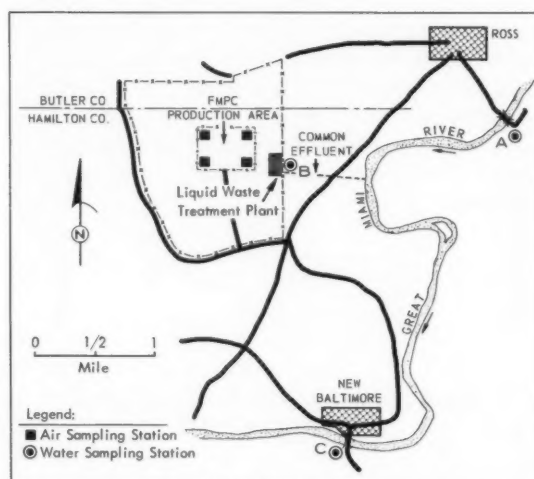 ROSS
BUTLER CO
HAMILTON CO.
FMPC
PRODUCTION AREA
COMMON
EFFLUENT
RIVER
A
B
Liquid Waste
Treatment Plant
MIAMI
N
GREAT
0 1/2 1
Mile
NEW
BALTIMORE
C
Legend:
Air Sampling Station
Water Sampling Station